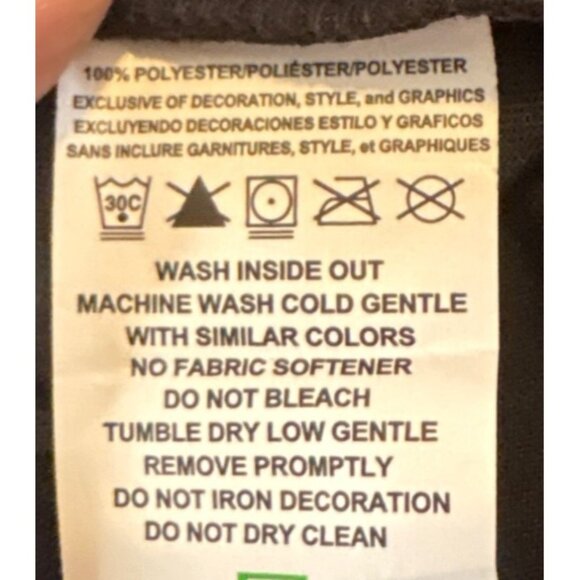 100% POLYESTER/POLIÉSTER/POLYESTER
EXCLUSIVE OF DECORATION, STYLE, and GRAPHICS
EXCLUYENDO DECORACIONES ESTILO Y GRAFICOS
SANS INCLURE GARNITURES, STYLE, et GRAPHIQUES
30C
WASH INSIDE OUT
MACHINE WASH COLD GENTLE
WITH SIMILAR COLORS
NO FABRIC SOFTENER
DO NOT BLEACH
TUMBLE DRY LOW GENTLE
REMOVE PROMPTLY
DO NOT IRON DECORATION
DO NOT DRY CLEAN